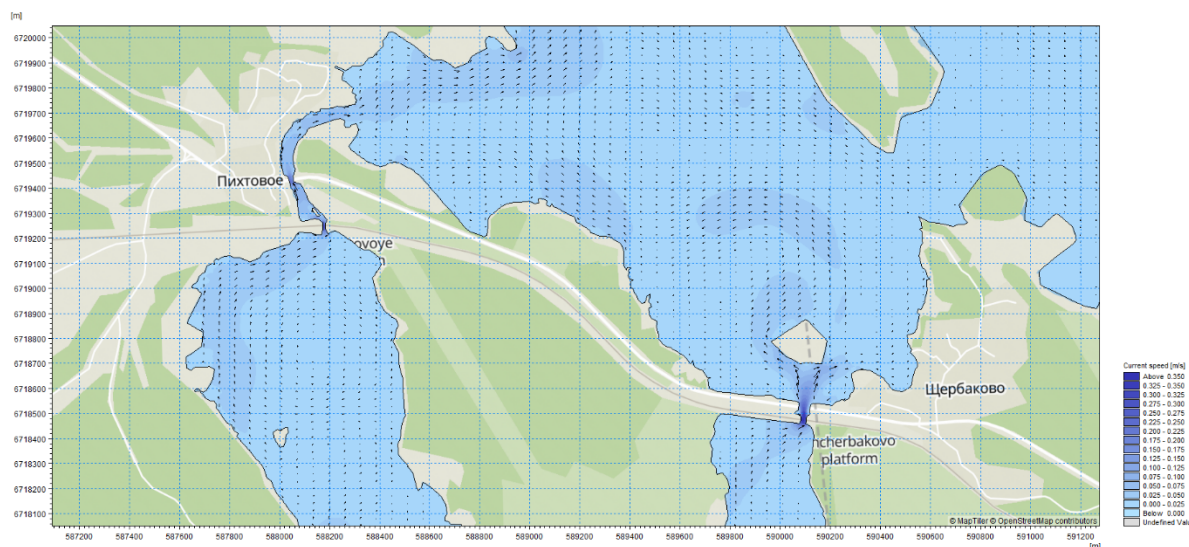 [m]
6720000
6719900
6719800
6719700
6719600
6719500
6719400
6719300
6719200
6719100
6719000
6718900
6718800
6718700
6718600
6718500
6718400
6718300
6718200
6718100
Пихтовое
ovoye
Щербаково
ncherbakovo
platform
© MapTiler © OpenStreetMap contributors
587200 587400 587600 587800 588000 588200 588400 588600 588800 589000 589200 589400 589600 589800 590000 590200 590400 590600 590800 591000 591200
[m]
Current speed [m/s]
Above 0.350
0.325 - 0.350
0.300 - 0.325
0.275 - 0.300
0.250 - 0.275
0.225 - 0.250
0.200 - 0.225
0.175 - 0.200
0.150 - 0.175
0.125 - 0.150
0.100 - 0.125
0.075 - 0.100
0.050 - 0.075
0.025 - 0.050
0.000 - 0.025
Below 0.000
Undefined Valu